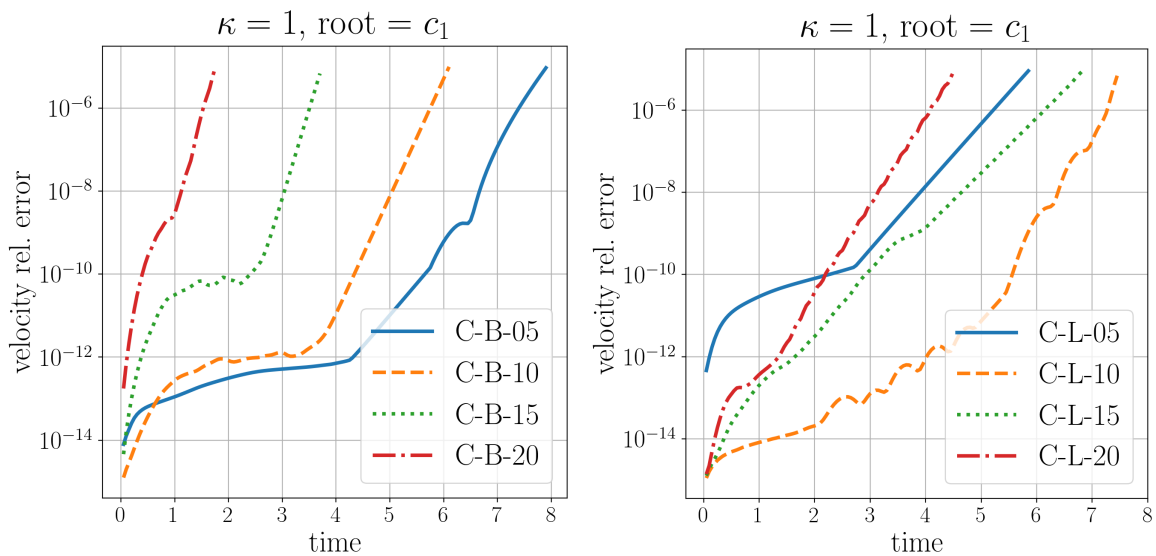 κ = 1, root = c₁
velocity rel. error
10⁻⁶
10⁻⁸
10⁻¹⁰
10⁻¹²
10⁻¹⁴
C-B-05
C-B-10
C-B-15
C-B-20
0 1 2 3 4 5 6 7 8
time
κ = 1, root = c₁
velocity rel. error
10⁻⁶
10⁻⁸
10⁻¹⁰
10⁻¹²
10⁻¹⁴
C-L-05
C-L-10
C-L-15
C-L-20
0 1 2 3 4 5 6 7 8
time